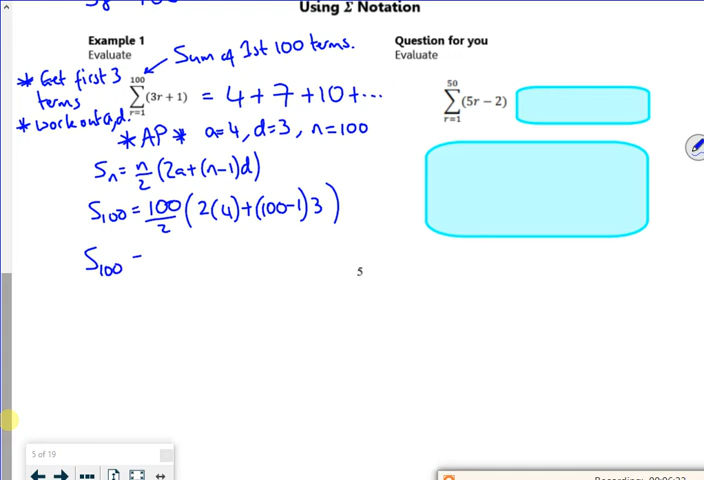 Using Σ Notation
Example 1
Evaluate
Sum of 1st 100 terms.
* Get first 3
terms
* work out a,d.
100
∑(3r + 1) = 4 + 7 + 10 + ...
r=1
*AP* a=4, d=3, n=100
Sn = n/2 (2a+(n-1)d)
S100 = 100/2 (2(4)+(100-1)3)
S100 =
Question for you
Evaluate
50
∑(5r − 2)
r=1
5
5 of 19